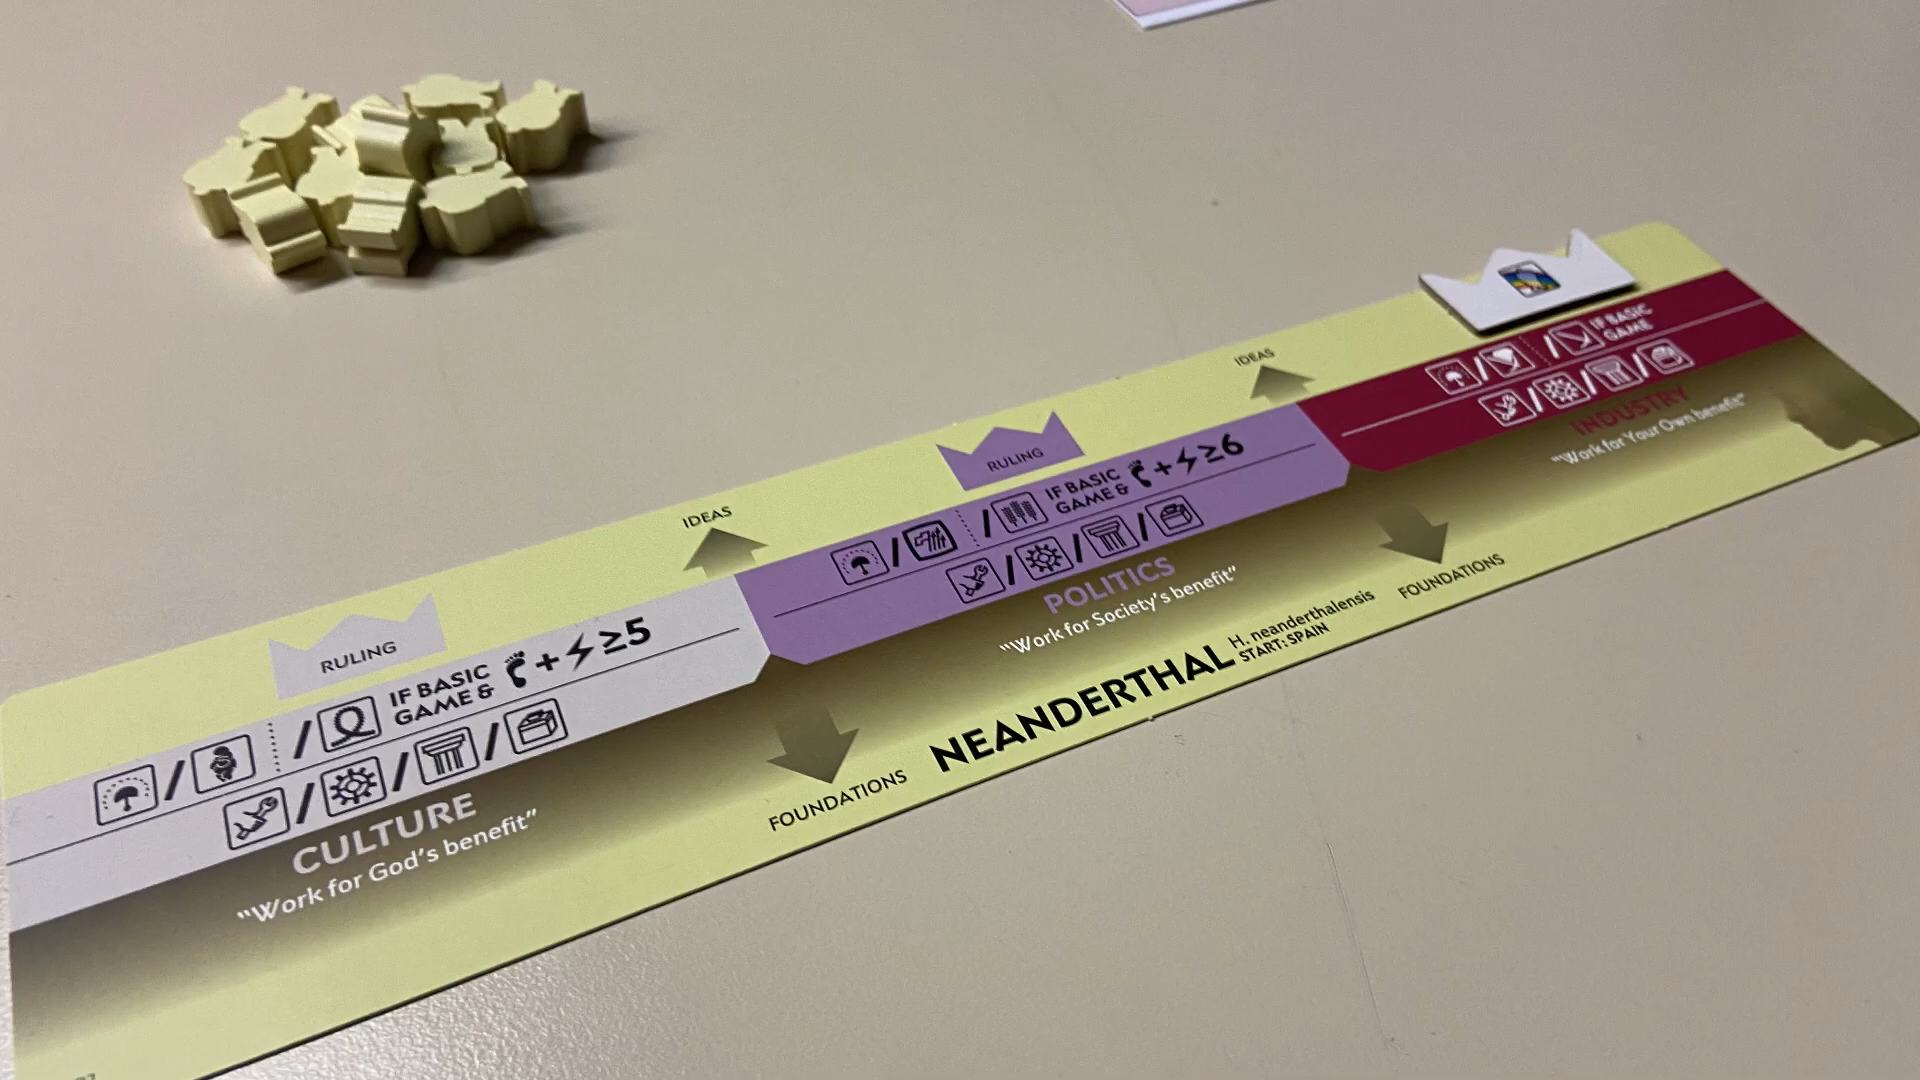 IDEAS
RULING
IF BASIC
GAME & + ≥5
CULTURE
"Work for God's benefit"
FOUNDATIONS
IDEAS
RULING
IF BASIC
GAME & + ≥6
POLITICS
"Work for Society's benefit"
FOUNDATIONS
IF BASIC
GAME
INDUSTRY
"Work for Your Own benefit"
NEANDERTHAL
H. neanderthalensis
START: SPAIN